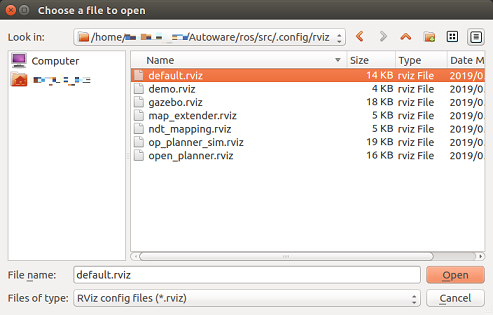 Choose a file to open
Look in: /home/ /Autoware/ros/src/.config/rviz
Computer
Name Size Type Date M
default.rviz 14 KB rviz File 2019/0
demo.rviz 4 KB rviz File 2019/0
gazebo.rviz 18 KB rviz File 2019/0
map_extender.rviz 5 KB rviz File 2019/0
ndt_mapping.rviz 5 KB rviz File 2019/0
op_planner_sim.rviz 19 KB rviz File 2019/0
open_planner.rviz 16 KB rviz File 2019/0
File name: default.rviz Open
Files of type: RViz config files (*.rviz) Cancel